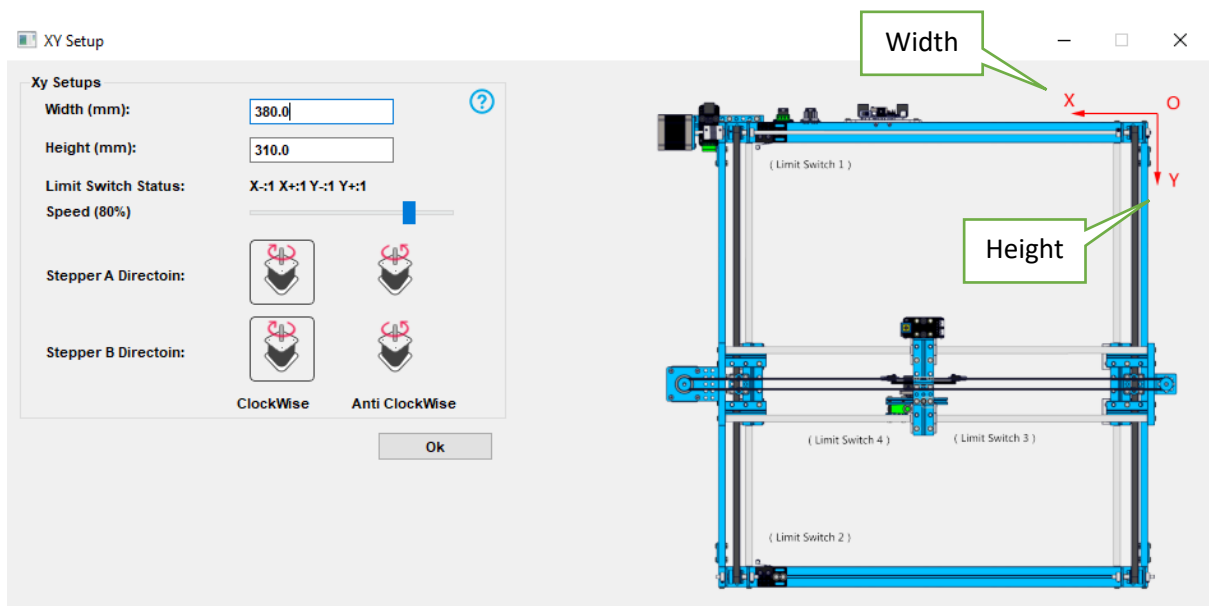 XY Setup
Width
Xy Setups
Width (mm):
380.0
?
Height (mm):
310.0
Limit Switch Status:
X-:1 X+:1 Y-:1 Y+:1
Speed (80%)
Stepper A Directoin:
Stepper B Directoin:
ClockWise
Anti ClockWise
Ok
X
O
Y
( Limit Switch 1 )
Height
( Limit Switch 4 )
( Limit Switch 3 )
( Limit Switch 2 )